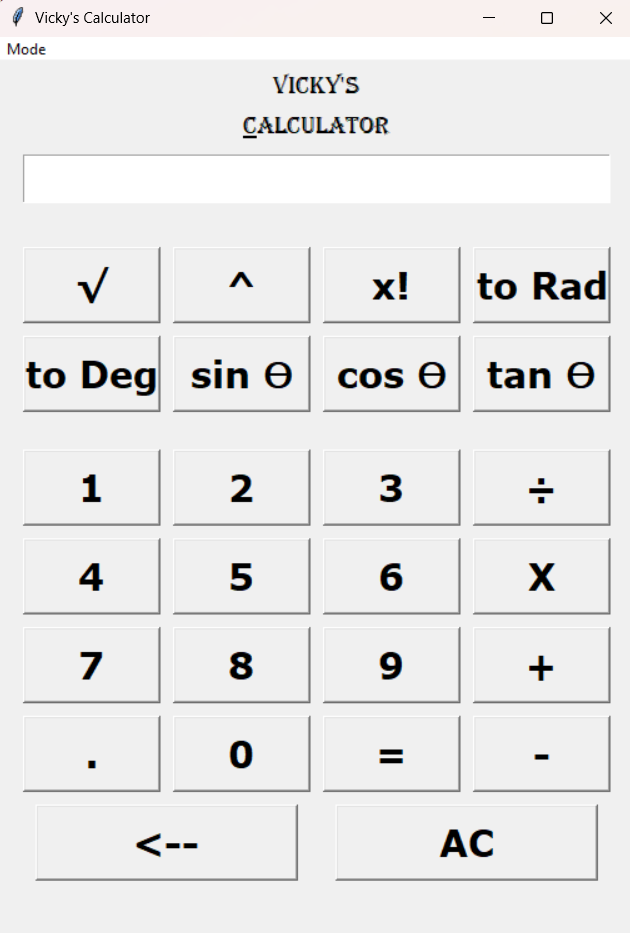 Vicky's Calculator
Mode
VICKY'S
CALCULATOR
√ ^ x! to Rad
to Deg sin Ө cos Ө tan Ө
1 2 3 ÷
4 5 6 X
7 8 9 +
. 0 = -
<-- AC